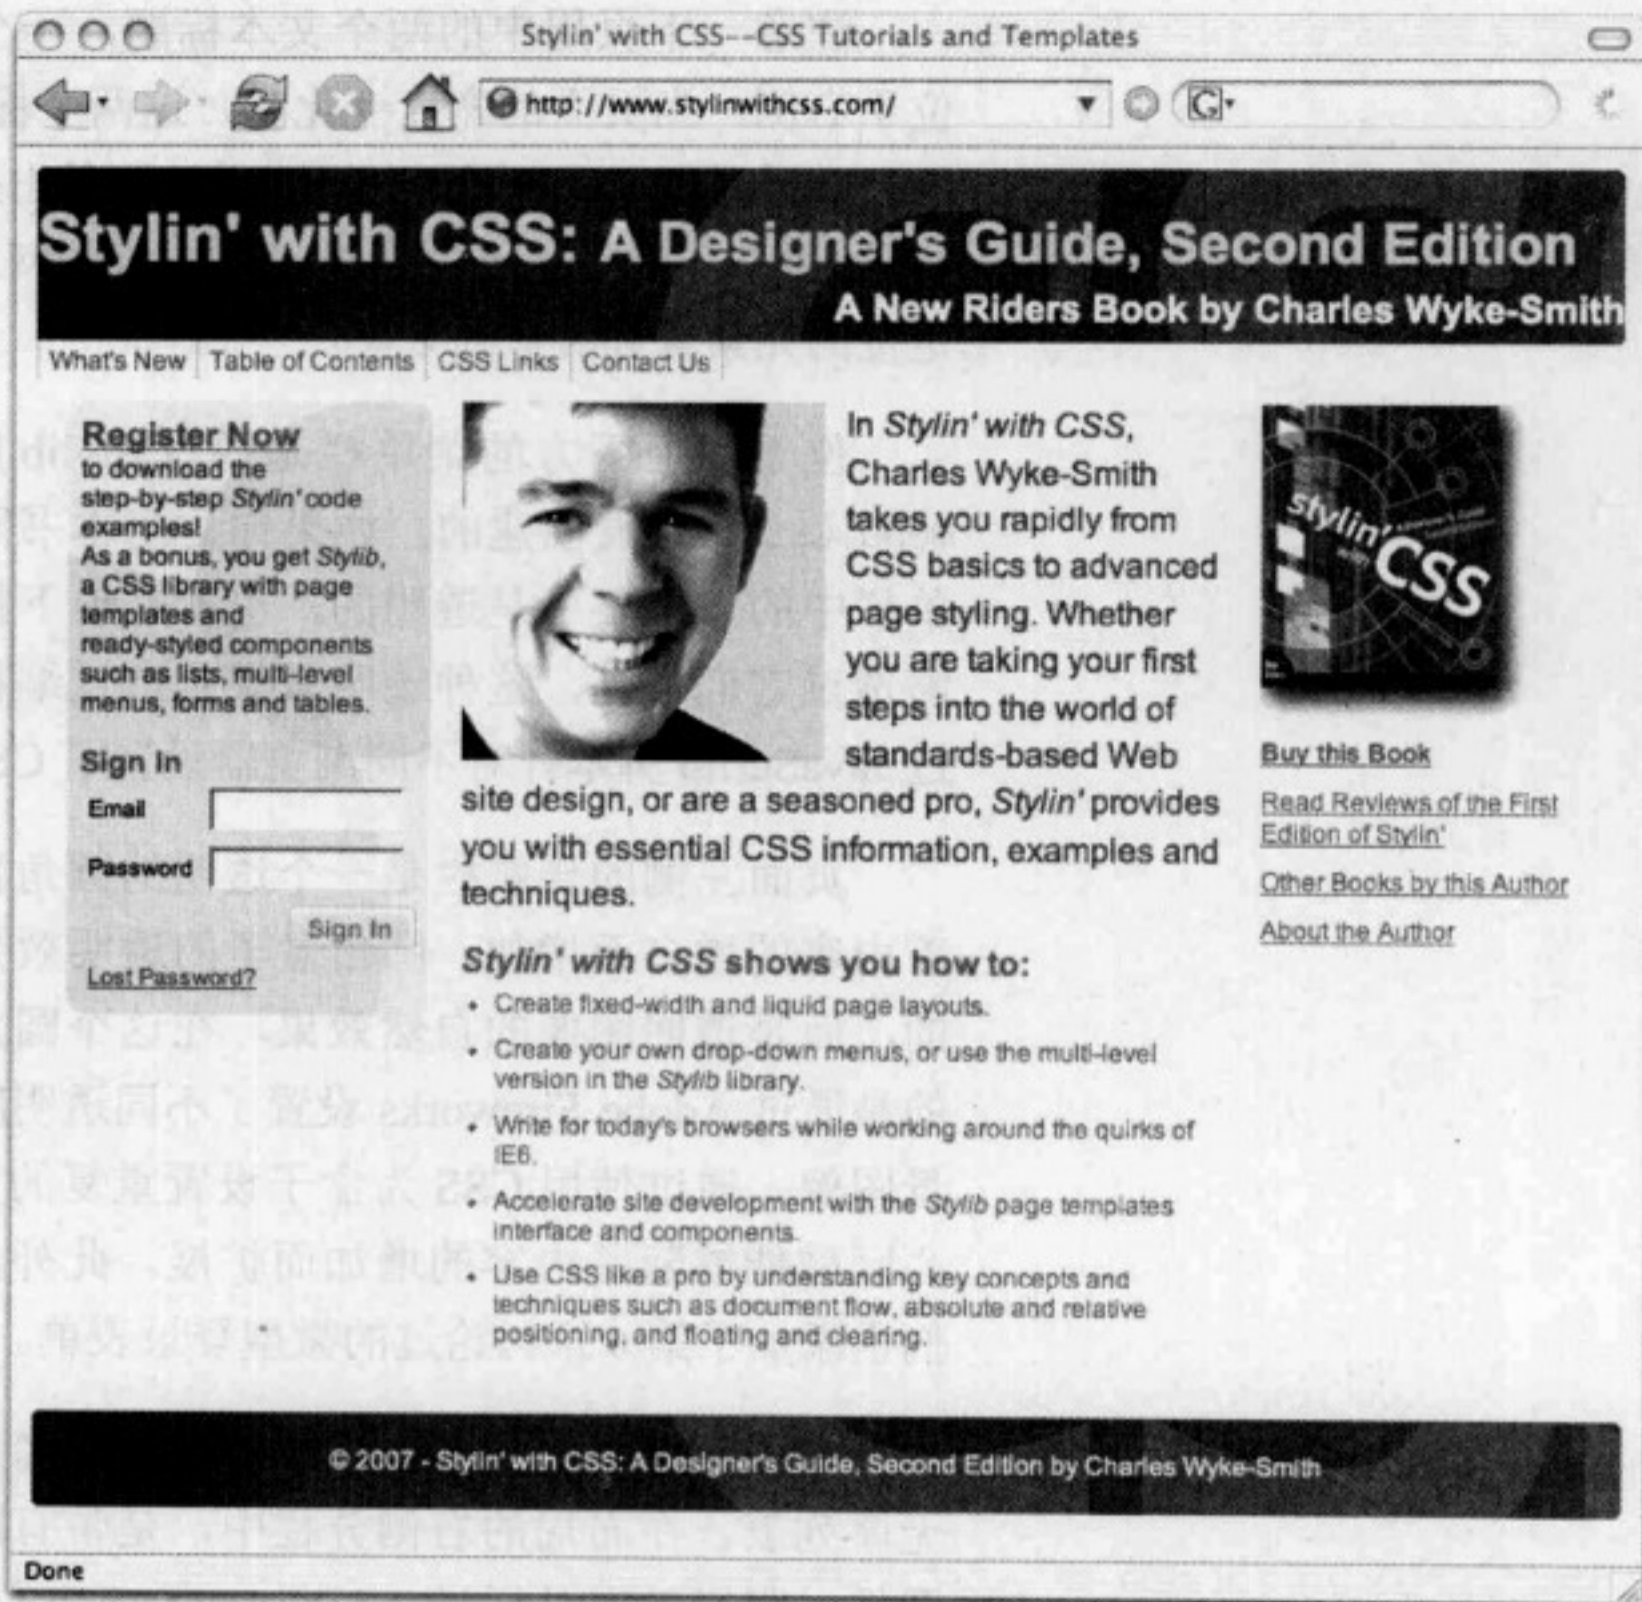 Stylin' with CSS--CSS Tutorials and Templates
http://www.stylinwithcss.com/
G
Stylin' with CSS: A Designer's Guide, Second Edition
A New Riders Book by Charles Wyke-Smith
What's New
Table of Contents
CSS Links
Contact Us
Register Now
to download the
step-by-step Stylin' code
examples!
As a bonus, you get Stylib,
a CSS library with page
templates and
ready-styled components
such as lists, multi-level
menus, forms and tables.
Sign In
Email
Password
Sign In
Lost Password?
In Stylin' with CSS,
Charles Wyke-Smith
takes you rapidly from
CSS basics to advanced
page styling. Whether
you are taking your first
steps into the world of
standards-based Web
site design, or are a seasoned pro, Stylin' provides
you with essential CSS information, examples and
techniques.
Stylin' with CSS shows you how to:
• Create fixed-width and liquid page layouts.
• Create your own drop-down menus, or use the multi-level
version in the Stylib library.
• Write for today's browsers while working around the quirks of
IE6.
• Accelerate site development with the Stylib page templates
interface and components.
• Use CSS like a pro by understanding key concepts and
techniques such as document flow, absolute and relative
positioning, and floating and clearing.
stylin'
with
CSS
Buy this Book
Read Reviews of the First
Edition of Stylin'
Other Books by this Author
About the Author
© 2007 - Stylin' with CSS: A Designer's Guide, Second Edition by Charles Wyke-Smith
Done